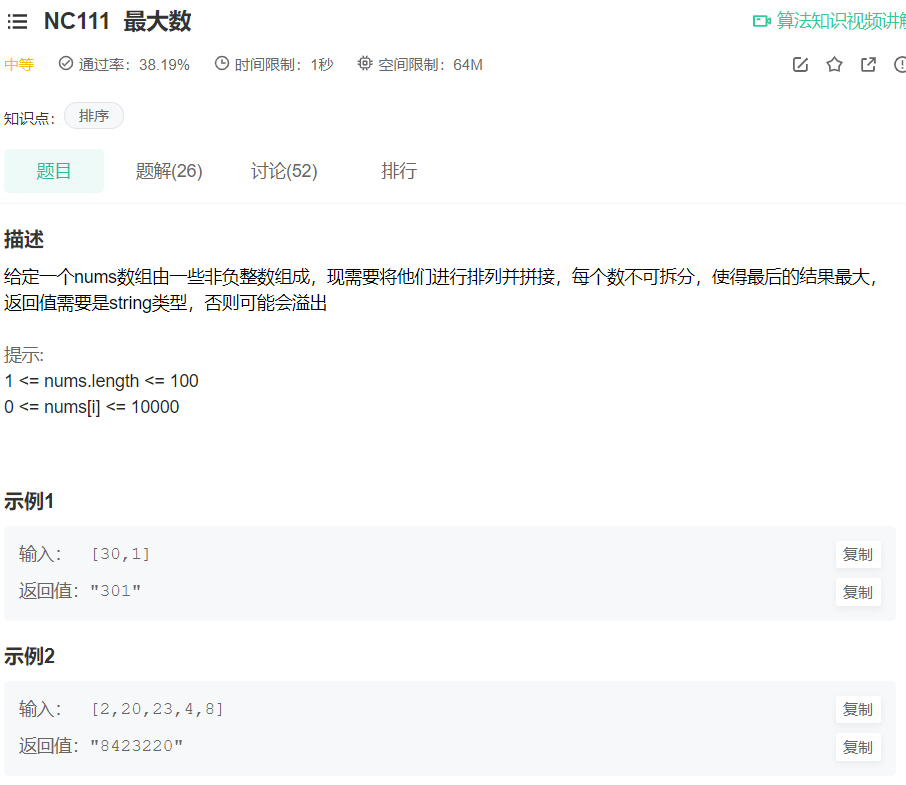 NC111 最大数
算法知识视频讲解
中等 通过率：38.19% 时间限制：1秒 空间限制：64M
知识点： 排序
题目 题解(26) 讨论(52) 排行
描述
给定一个nums数组由一些非负整数组成，现需要将他们进行排列并拼接，每个数不可拆分，使得最后的结果最大，
返回值需要是string类型，否则可能会溢出
提示:
1 <= nums.length <= 100
0 <= nums[i] <= 10000
示例1
输入： [30,1] 复制
返回值："301" 复制
示例2
输入： [2,20,23,4,8] 复制
返回值："8423220" 复制